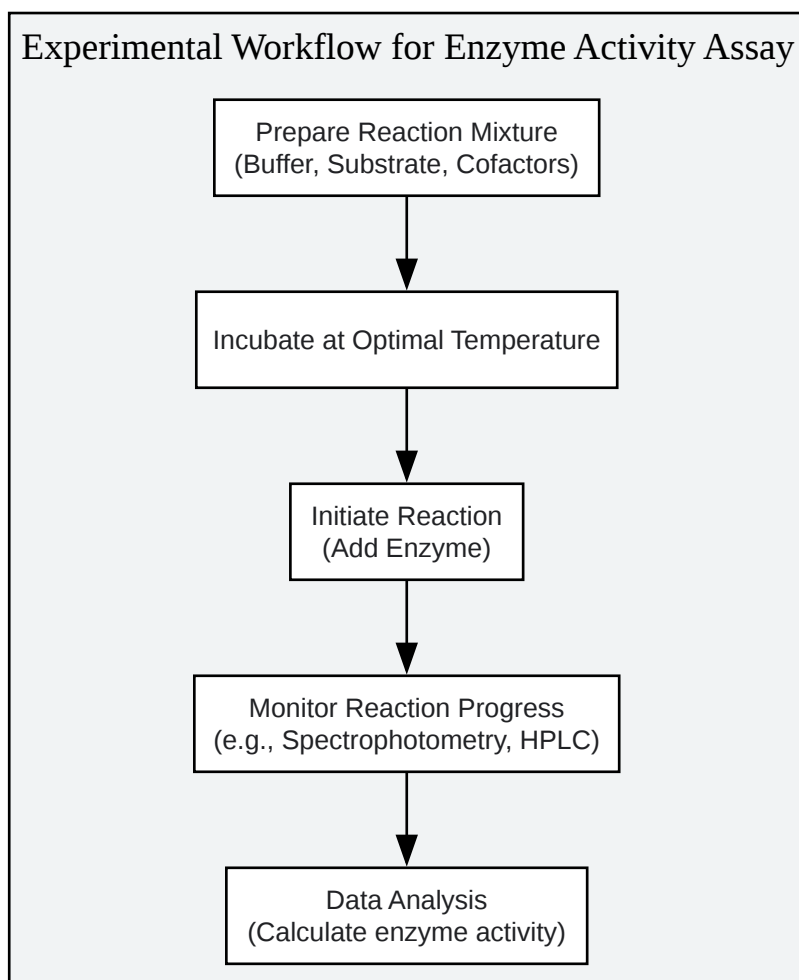 Experimental Workflow for Enzyme Activity Assay
Prepare Reaction Mixture
(Buffer, Substrate, Cofactors)
Incubate at Optimal Temperature
Initiate Reaction
(Add Enzyme)
Monitor Reaction Progress
(e.g., Spectrophotometry, HPLC)
Data Analysis
(Calculate enzyme activity)